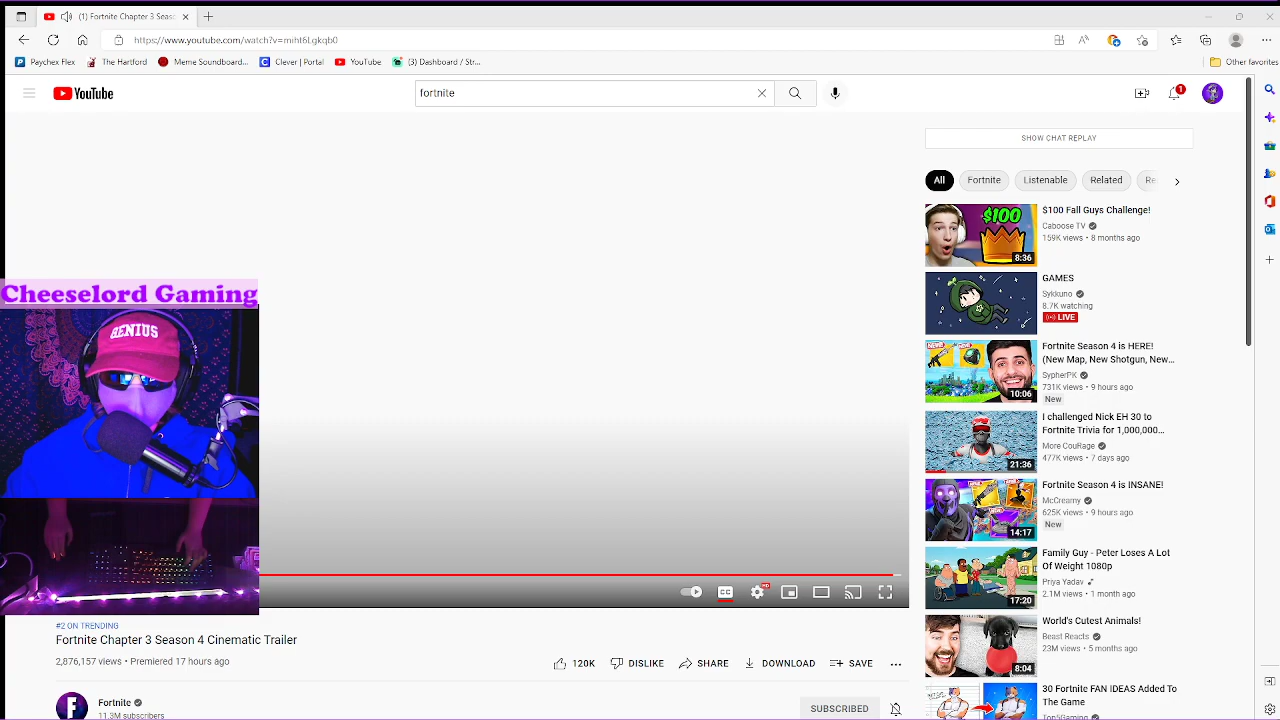 (1) Fortnite Chapter 3 Seas
https://www.youtube.com/watch?v=miht6Lgkqb0
Paychex Flex
The Hartford
Meme Soundboard...
Clever | Portal
YouTube
(3) Dashboard / Str...
Other favorites
YouTube
fortnite
1
SHOW CHAT REPLAY
All
Fortnite
Listenable
Related
Re
$100
8:36
$100 Fall Guys Challenge!
Caboose TV
159K views • 8 months ago
GAMES
Sykkuno
8.7K watching
LIVE
10:06
Fortnite Season 4 is HERE!
(New Map, New Shotgun, New...
SypherPK
731K views • 9 hours ago
New
21:36
I challenged Nick EH 30 to
Fortnite Trivia for 1,000,000...
More CouRage
477K views • 7 days ago
14:17
Fortnite Season 4 is INSANE!
McCreamy
625K views • 9 hours ago
New
17:20
Family Guy - Peter Loses A Lot
Of Weight 1080p
Priya Yadav
2.1M views • 1 month ago
8:04
World's Cutest Animals!
Beast Reacts
23M views • 5 months ago
30 Fortnite FAN IDEAS Added To
The Game
Top5Gaming
Cheeselord Gaming
GENIUS
CC
HD
#2 ON TRENDING
Fortnite Chapter 3 Season 4 Cinematic Trailer
2,876,157 views • Premiered 17 hours ago
120K
DISLIKE
SHARE
DOWNLOAD
SAVE
F
Fortnite
11.3M subscribers
SUBSCRIBED